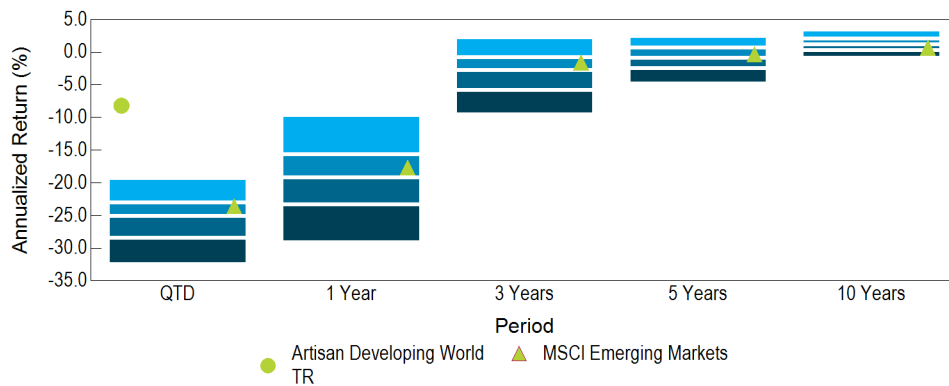 Annualized Return (%)
5.0
0.0
-5.0
-10.0
-15.0
-20.0
-25.0
-30.0
-35.0
QTD 1 Year 3 Years 5 Years 10 Years
Period
Artisan Developing World MSCI Emerging Markets
TR